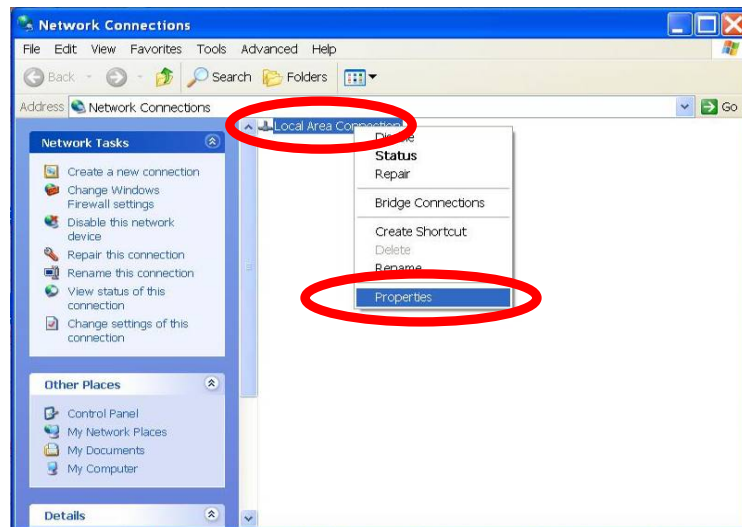 Network Connections
File Edit View Favorites Tools Advanced Help
Back Search Folders
Address Network Connections Go
Network Tasks
Create a new connection
Change Windows
Firewall settings
Disable this network
device
Repair this connection
Rename this connection
View status of this
connection
Change settings of this
connection
Other Places
Control Panel
My Network Places
My Documents
My Computer
Details
Local Area Connection
Disable
Status
Repair
Bridge Connections
Create Shortcut
Delete
Rename
Properties